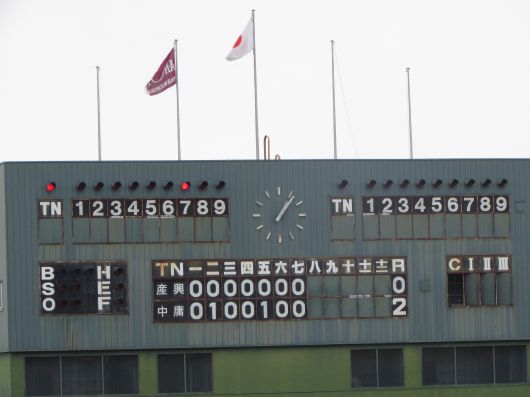 TN 1 2 3 4 5 6 7 8 9
TN 1 2 3 4 5 6 7 8 9
B H
S E
O F
TN 一 二 三 四 五 六 七 八 九 十 士 士 R
産興 0 0 0 0 0 0 0 0
中庸 0 1 0 0 1 0 0 2
C I II III